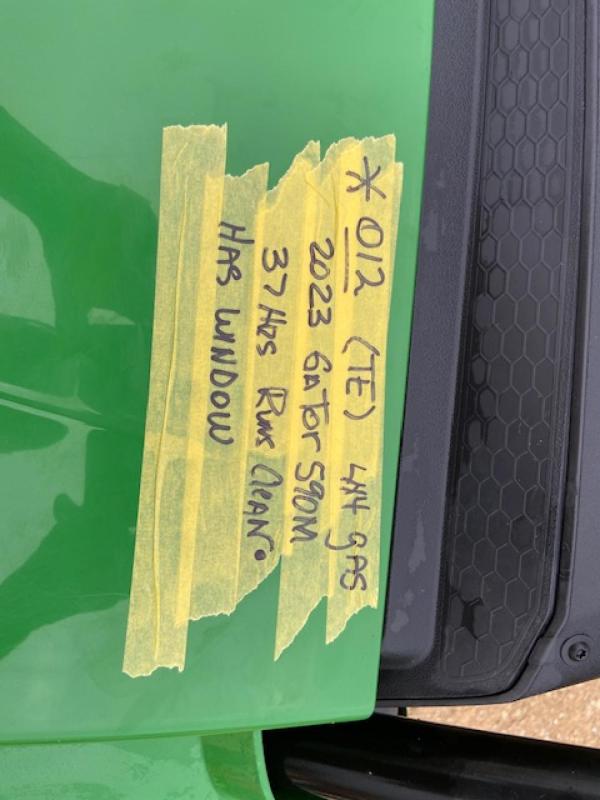 * 012 (TE) 4x4 gAS
2023 GATor 590M
37 HRS Runs CleAN.
HAS WINDOW